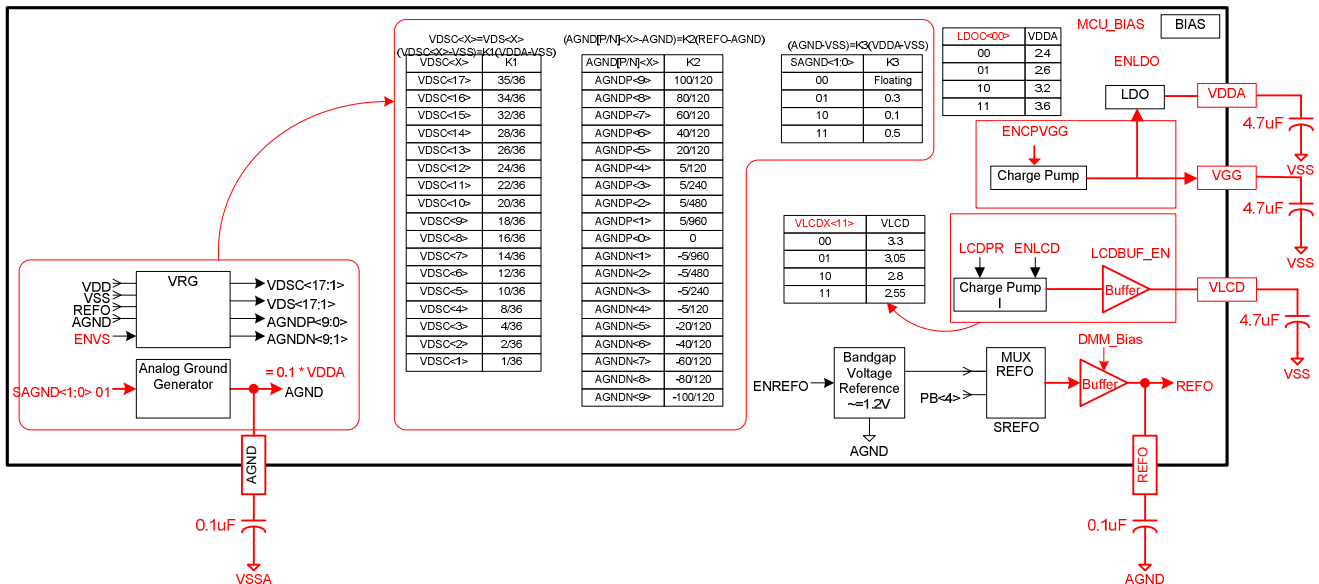 MCU_BIAS
BIAS
VDSC<X>=VDS<X>
(VDSC<X>-VSS)=K1(VDDA-VSS)
VDSC<X> K1
VDSC<17> 35/36
VDSC<16> 34/36
VDSC<15> 32/36
VDSC<14> 28/36
VDSC<13> 26/36
VDSC<12> 24/36
VDSC<11> 22/36
VDSC<10> 20/36
VDSC<9> 18/36
VDSC<8> 16/36
VDSC<7> 14/36
VDSC<6> 12/36
VDSC<5> 10/36
VDSC<4> 8/36
VDSC<3> 4/36
VDSC<2> 2/36
VDSC<1> 1/36
(AGND[P/N]<X>-AGND)=K2(REFO-AGND)
AGND[P/N]<X> K2
AGNDP<9> 100/120
AGNDP<8> 80/120
AGNDP<7> 60/120
AGNDP<6> 40/120
AGNDP<5> 20/120
AGNDP<4> 5/120
AGNDP<3> 5/240
AGNDP<2> 5/480
AGNDP<1> 5/960
AGNDP<0> 0
AGNDN<1> -5/960
AGNDN<2> -5/480
AGNDN<3> -5/240
AGNDN<4> -5/120
AGNDN<5> -20/120
AGNDN<6> -40/120
AGNDN<7> -60/120
AGNDN<8> -80/120
AGNDN<9> -100/120
(AGND-VSS)=K3(VDDA-VSS)
SAGND<1:0> K3
00 Floating
01 0.3
10 0.1
11 0.5
LDOC<00> VDDA
00 2.4
01 2.6
10 3.2
11 3.6
ENLDO
LDO
VDDA
4.7uF
VSS
ENCPVGG
Charge Pump
VGG
4.7uF
VSS
VLCDX<11> VLCD
00 3.3
01 3.05
10 2.8
11 2.55
LCDPR ENLCD
LCDBUF_EN
Charge Pump
I
Buffer
VLCD
4.7uF
VSS
VDD
VSS
REFO
AGND
ENVS
VRG
VDSC<17:1>
VDS<17:1>
AGNDP<9:0>
AGNDN<9:1>
SAGND<1:0> 01
Analog Ground
Generator
= 0.1 * VDDA
AGND
AGND
0.1uF
VSSA
ENREFO
Bandgap
Voltage
Reference
~=1.2V
AGND
PB<4>
MUX
REFO
SREFO
DMM_Bias
Buffer
REFO
REFO
0.1uF
AGND